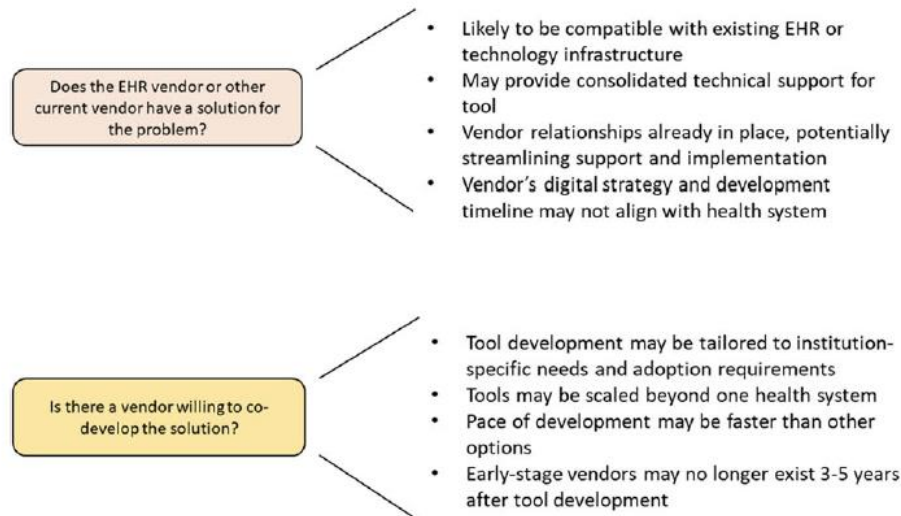 Does the EHR vendor or other
current vendor have a solution for
the problem?
• Likely to be compatible with existing EHR or
technology infrastructure
• May provide consolidated technical support for
tool
• Vendor relationships already in place, potentially
streamlining support and implementation
• Vendor’s digital strategy and development
timeline may not align with health system
Is there a vendor willing to co-
develop the solution?
• Tool development may be tailored to institution-
specific needs and adoption requirements
• Tools may be scaled beyond one health system
• Pace of development may be faster than other
options
• Early-stage vendors may no longer exist 3-5 years
after tool development